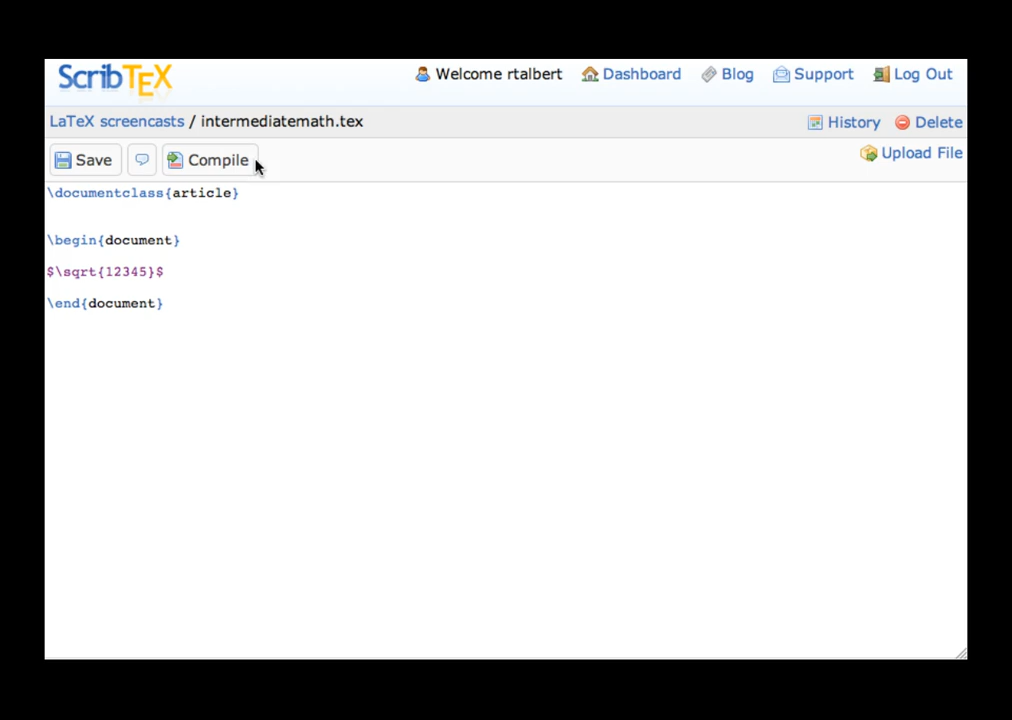 ScribTEX
Welcome rtalbert Dashboard Blog Support Log Out
LaTeX screencasts / intermediatemath.tex
History Delete
Save Compile
Upload File
\documentclass{article}
\begin{document}
$\sqrt{12345}$
\end{document}